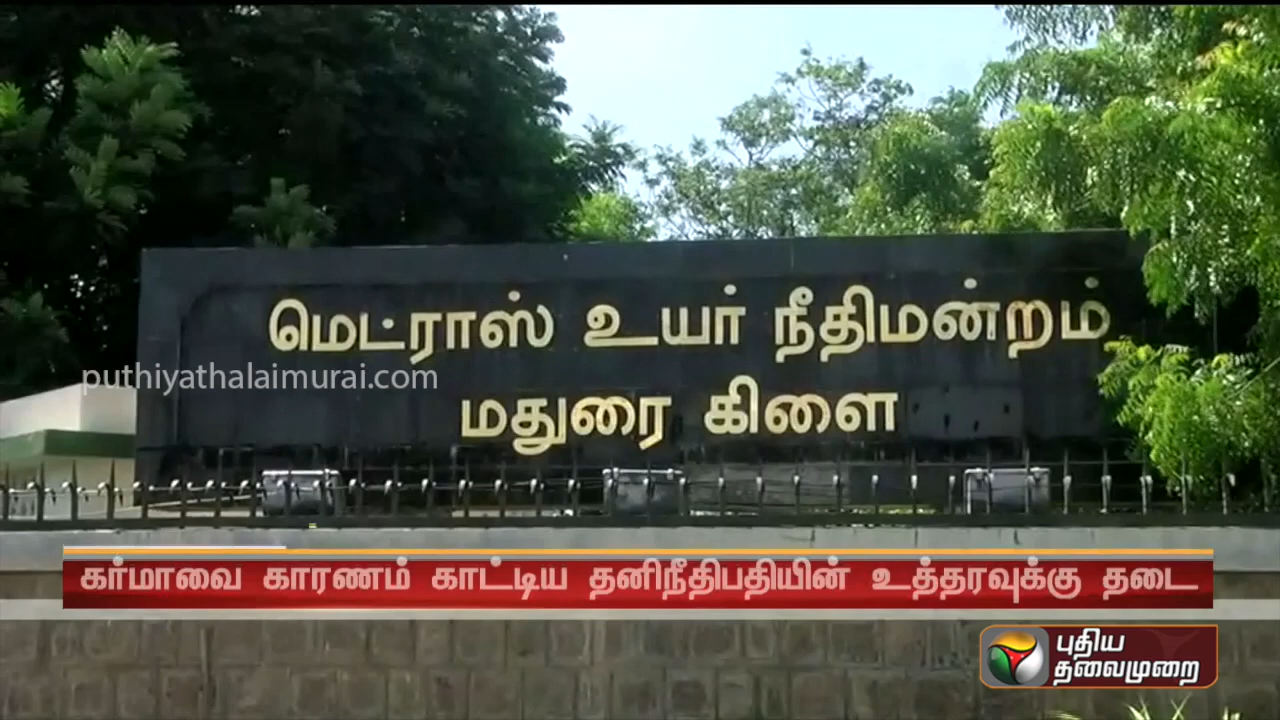 மெட்ராஸ் உயர் நீதிமன்றம்
puthiyathalaimurai.com
மதுரை கிளை
கர்மாவை காரணம் காட்டிய தனிநீதிபதியின் உத்தரவுக்கு தடை
புதிய
தலைமுறை